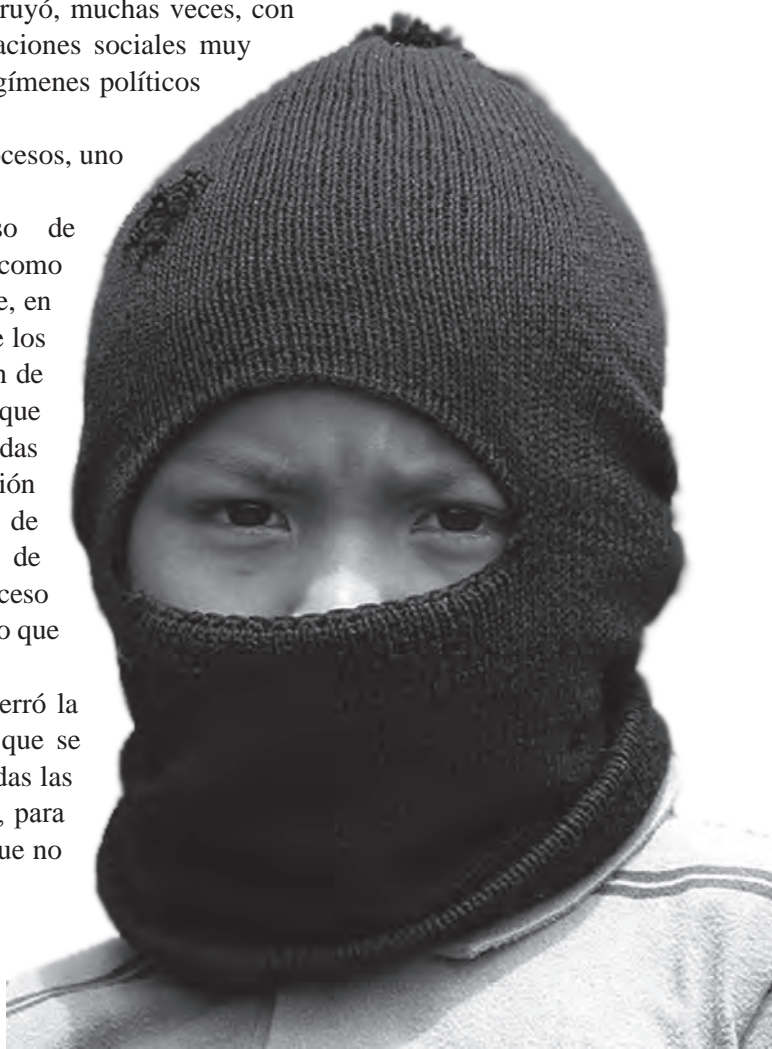 ruyó, muchas veces, con
aciones sociales muy
gímenes políticos
cesos, uno
so de
como
e, en
e los
n de
que
das
ión
de
de
ceso
o que
erró la
que se
das las
, para
ue no